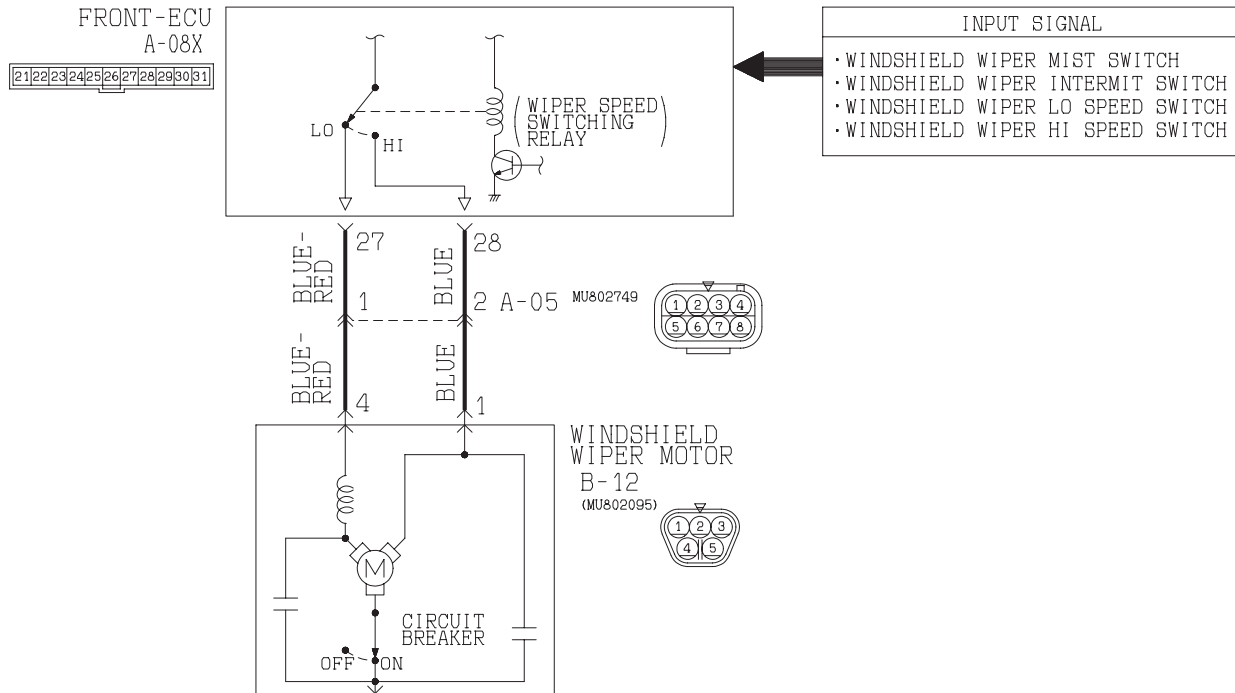 FRONT-ECU
A-08X
21 22 23 24 25 26 27 28 29 30 31
INPUT SIGNAL
·WINDSHIELD WIPER MIST SWITCH
·WINDSHIELD WIPER INTERMIT SWITCH
·WINDSHIELD WIPER LO SPEED SWITCH
·WINDSHIELD WIPER HI SPEED SWITCH
(WIPER SPEED
SWITCHING
RELAY)
LO
HI
27
28
BLUE-
RED
BLUE
1
2
A-05
MU802749
1 2 3 4
5 6 7 8
BLUE-
RED
BLUE
4
1
WINDSHIELD
WIPER MOTOR
B-12
(MU802095)
1 2 3
4 5
M
CIRCUIT
BREAKER
OFF
ON